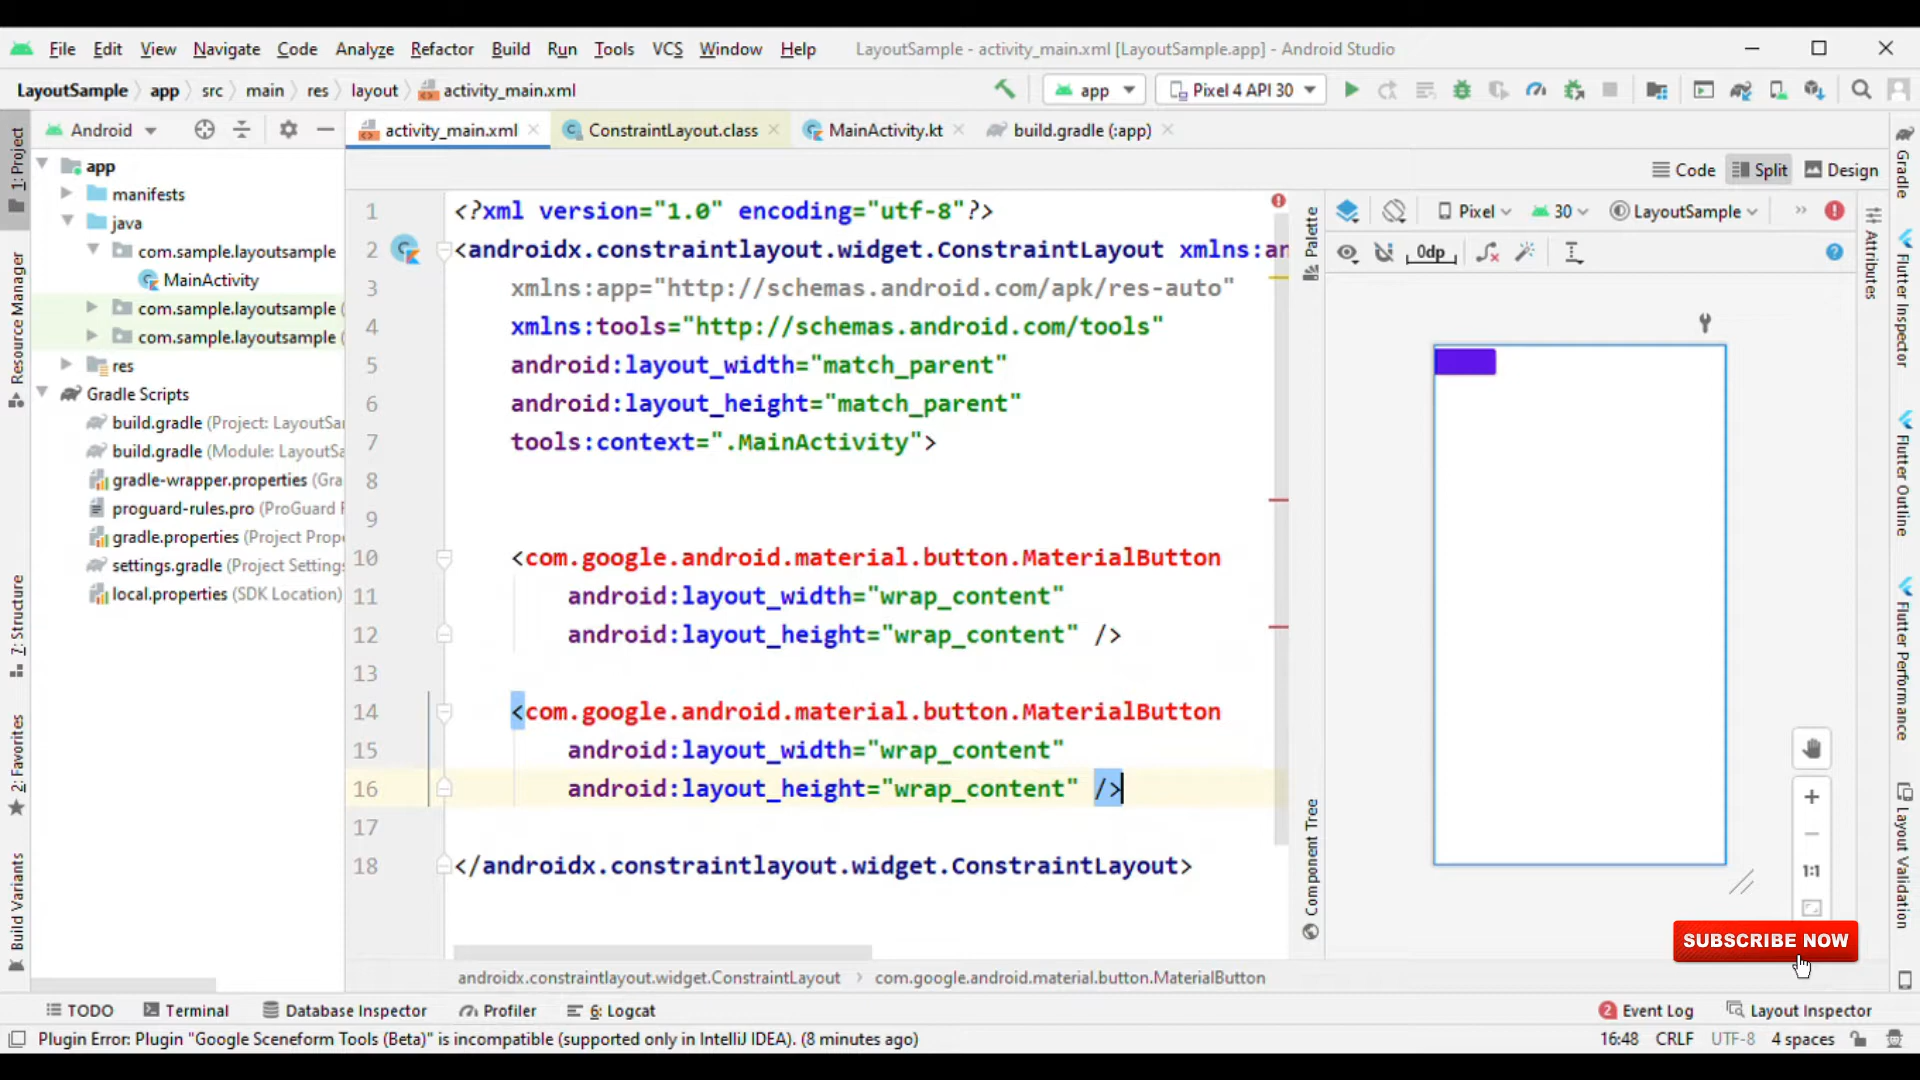 File Edit View Navigate Code Analyze Refactor Build Run Tools VCS Window Help LayoutSample - activity_main.xml [LayoutSample.app] - Android Studio
LayoutSample app src main res layout activity_main.xml app Pixel 4 API 30
Android activity_main.xml ConstraintLayout.class MainActivity.kt build.gradle (:app)
Code Split Design
1: Project
Resource Manager
7: Structure
2: Favorites
Build Variants
app
manifests
java
com.sample.layoutsample
MainActivity
com.sample.layoutsample (
com.sample.layoutsample (
res
Gradle Scripts
build.gradle (Project: LayoutSa
build.gradle (Module: LayoutSa
gradle-wrapper.properties (Gra
proguard-rules.pro (ProGuard
gradle.properties (Project Prop
settings.gradle (Project Settings
local.properties (SDK Location)
1 <?xml version="1.0" encoding="utf-8"?>
2 <androidx.constraintlayout.widget.ConstraintLayout xmlns:an
3 xmlns:app="http://schemas.android.com/apk/res-auto"
4 xmlns:tools="http://schemas.android.com/tools"
5 android:layout_width="match_parent"
6 android:layout_height="match_parent"
7 tools:context=".MainActivity">
8
9
10 <com.google.android.material.button.MaterialButton
11 android:layout_width="wrap_content"
12 android:layout_height="wrap_content" />
13
14 <com.google.android.material.button.MaterialButton
15 android:layout_width="wrap_content"
16 android:layout_height="wrap_content" />
17
18 </androidx.constraintlayout.widget.ConstraintLayout>
Palette
Component Tree
Pixel 30 LayoutSample
0dp
1:1
Attributes
Gradle
Flutter Inspector
Flutter Outline
Flutter Performance
Layout Validation
SUBSCRIBE NOW
androidx.constraintlayout.widget.ConstraintLayout com.google.android.material.button.MaterialButton
TODO Terminal Database Inspector Profiler 6: Logcat 2 Event Log Layout Inspector
Plugin Error: Plugin "Google Sceneform Tools (Beta)" is incompatible (supported only in IntelliJ IDEA). (8 minutes ago) 16:48 CRLF UTF-8 4 spaces